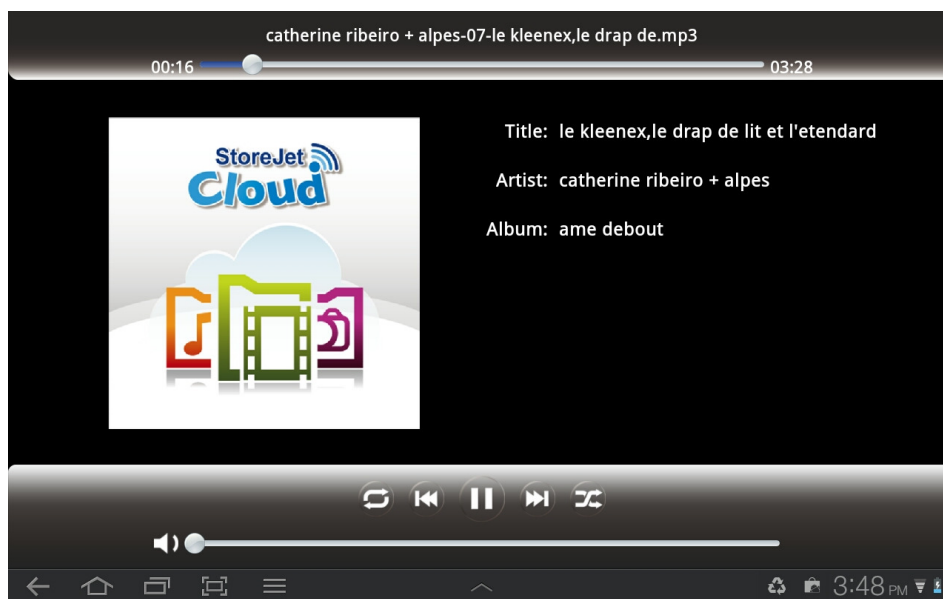 catherine ribeiro + alpes-07-le kleenex,le drap de.mp3
00:16 03:28
StoreJet
Cloud
Title: le kleenex,le drap de lit et l'etendard
Artist: catherine ribeiro + alpes
Album: ame debout
3:48 PM